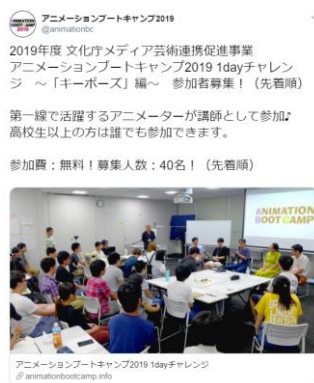 アニメーションブートキャンプ2019
@animationbc
2019年度 文化庁メディア芸術連携促進事業
アニメーションブートキャンプ2019 1dayチャレン
ジ　～「キーポーズ」編～　参加者募集！（先着順）
第一線で活躍するアニメーターが講師として参加♪
高校生以上の方は誰でも参加できます。
参加費：無料！募集人数：40名！（先着順）
ANIMATION
BOOT CAMP
アニメーションブートキャンプ2019 1dayチャレンジ
animationbootcamp.info